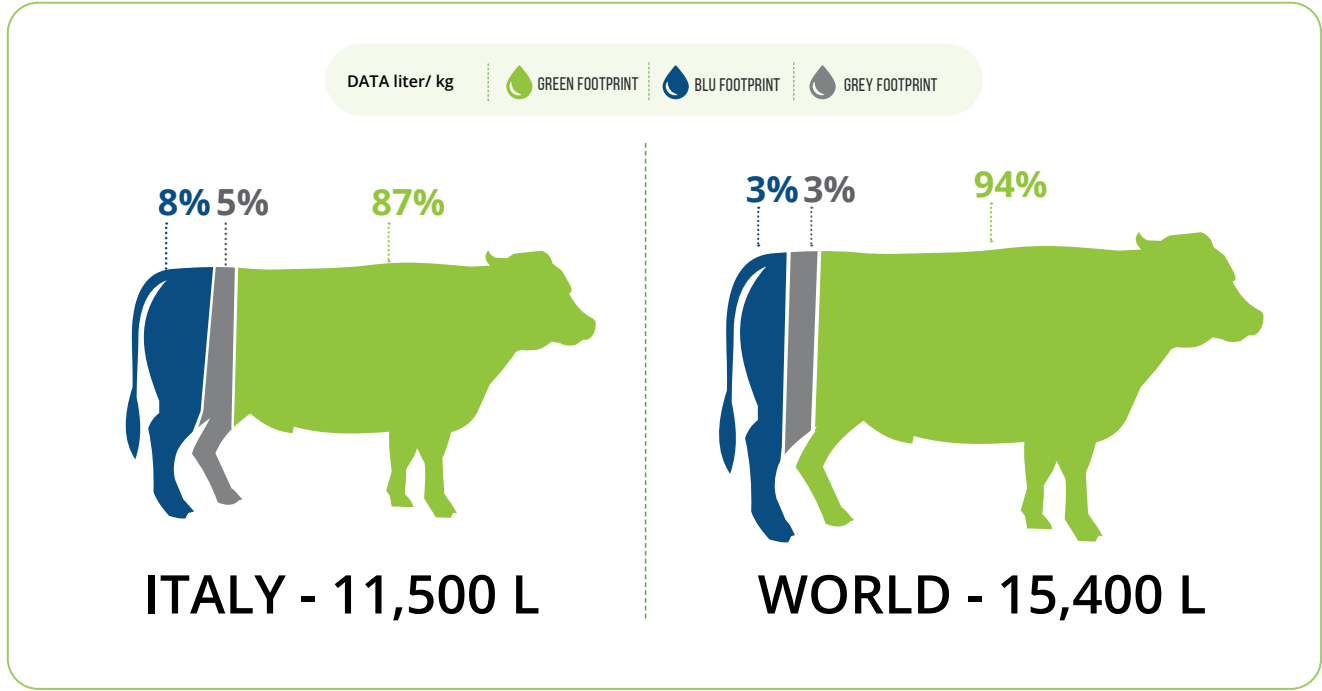 DATA liter/ kg
GREEN FOOTPRINT
BLU FOOTPRINT
GREY FOOTPRINT
8% 5% 87%
3% 3% 94%
ITALY - 11,500 L
WORLD - 15,400 L